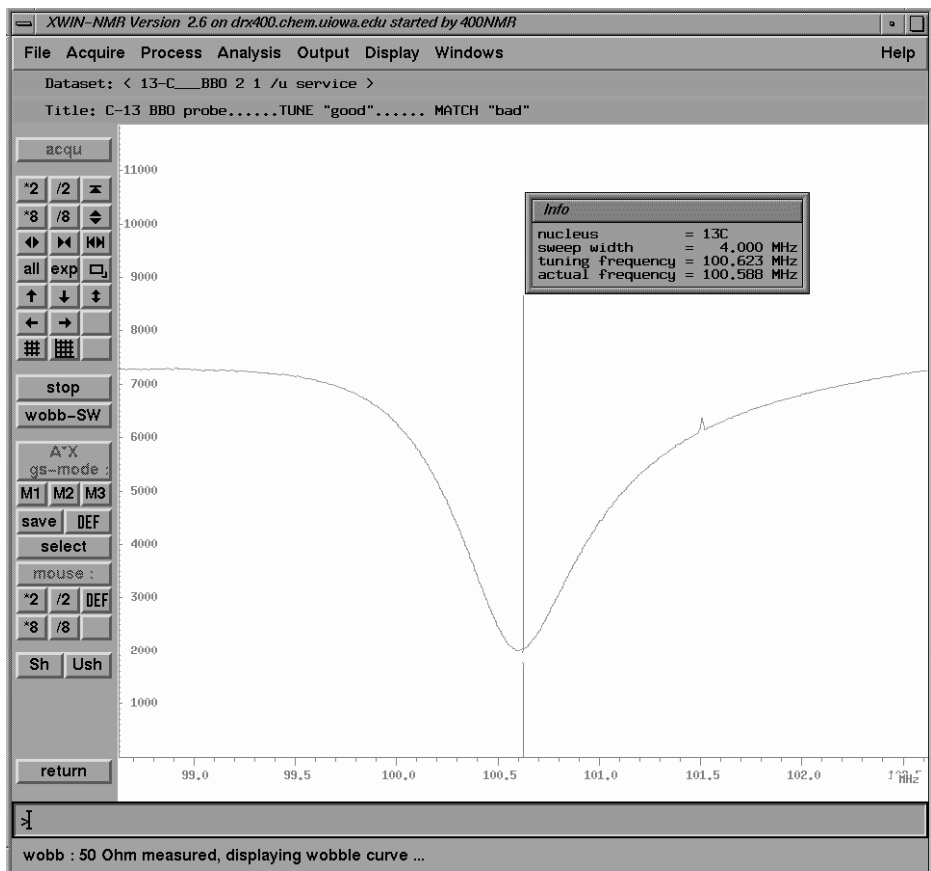 XWIN-NMR Version 2.6 on drx400.chem.uiowa.edu started by 400NMR
File Acquire Process Analysis Output Display Windows Help
Dataset: < 13-C___BBO 2 1 /u service >
Title: C-13 BBO probe......TUNE "good"...... MATCH "bad"
acqu
*2 /2
*8 /8
all exp
stop
wobb-SW
A*X
gs-mode :
M1 M2 M3
save DEF
select
mouse :
*2 /2 DEF
*8 /8
Sh Ush
return
11000
10000
9000
8000
7000
6000
5000
4000
3000
2000
1000
Info
nucleus = 13C
sweep width = 4.000 MHz
tuning frequency = 100.623 MHz
actual frequency = 100.588 MHz
99.0 99.5 100.0 100.5 101.0 101.5 102.0 MHz
>
wobb : 50 Ohm measured, displaying wobble curve ...